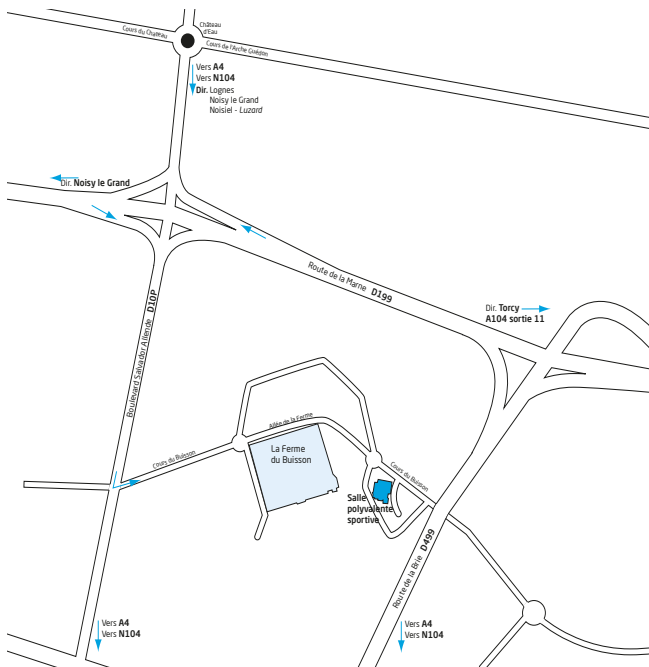 Château
d'Eau
Cours du Chateau
Cours de l'Arche Guédon
Vers A4
Vers N104
Dir. Lognes
Noisy le Grand
Noisiel - Luzard
Dir. Noisy le Grand
Route de la Marne D199
Dir. Torcy
A104 sortie 11
Boulevard Salvador Allende D10P
Allée de la Ferme
La Ferme
du Buisson
Cours du Buisson
Cours du Buisson
Salle
polyvalente
sportive
Route de la Brie D499
Vers A4
Vers N104
Vers A4
Vers N104